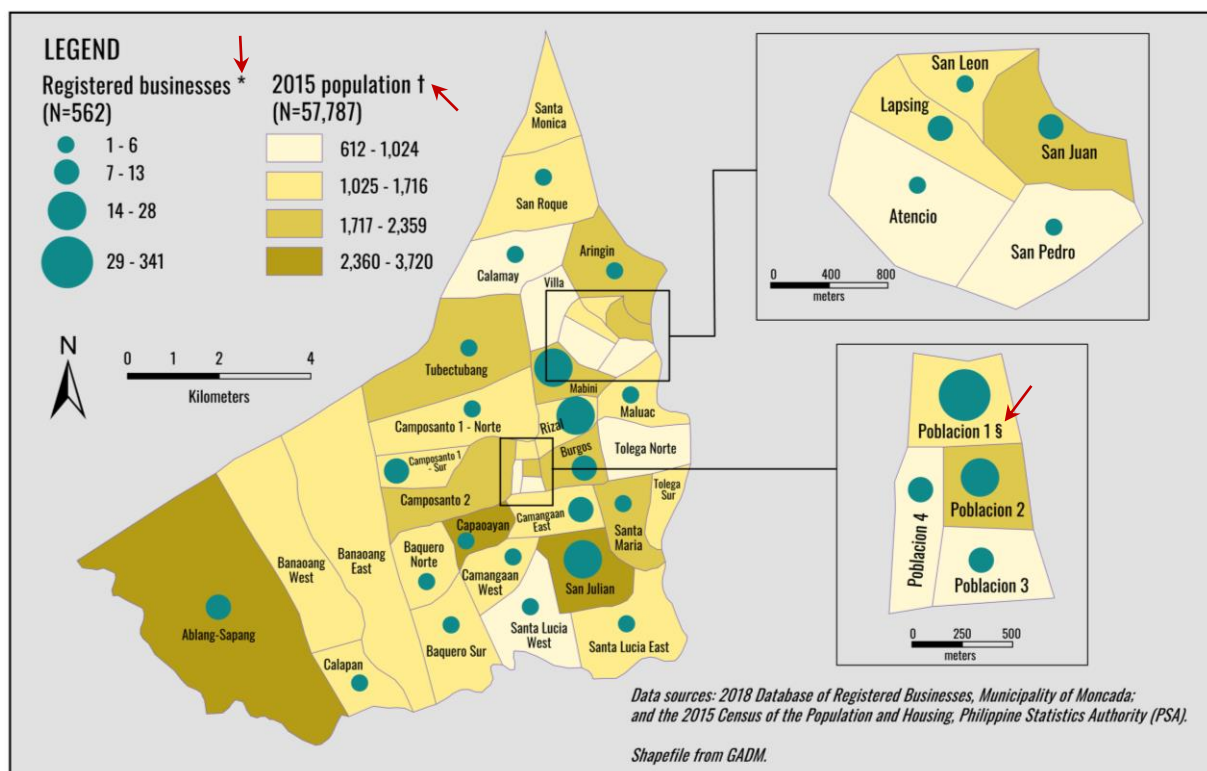 LEGEND
Registered businesses *
(N=562)
1 - 6
7 - 13
14 - 28
29 - 341
2015 population †
(N=57,787)
612 - 1,024
1,025 - 1,716
1,717 - 2,359
2,360 - 3,720
N
0 1 2 4
Kilometers
Santa
Monica
San Roque
Calamay
Aringin
Villa
Tubectubang
Mabini
Camposanto 1 - Norte
Rizal
Maluac
Camposanto 1
- Sur
Burgos
Tolega Norte
Camposanto 2
Tolega
Sur
Capaoayan
Camangaan
East
Santa
Maria
Banaoang
West
Banaoang
East
Baquero
Norte
Camangaan
West
San Julian
Ablang-Sapang
Santa Lucia
West
Baquero Sur
Santa Lucia East
Calapan
San Leon
Lapsing
San Juan
Atencio
San Pedro
0 400 800
meters
Poblacion 1 §
Poblacion 2
Poblacion 4
Poblacion 3
0 250 500
meters
Data sources: 2018 Database of Registered Businesses, Municipality of Moncada;
and the 2015 Census of the Population and Housing, Philippine Statistics Authority (PSA).
Shapefile from GADM.